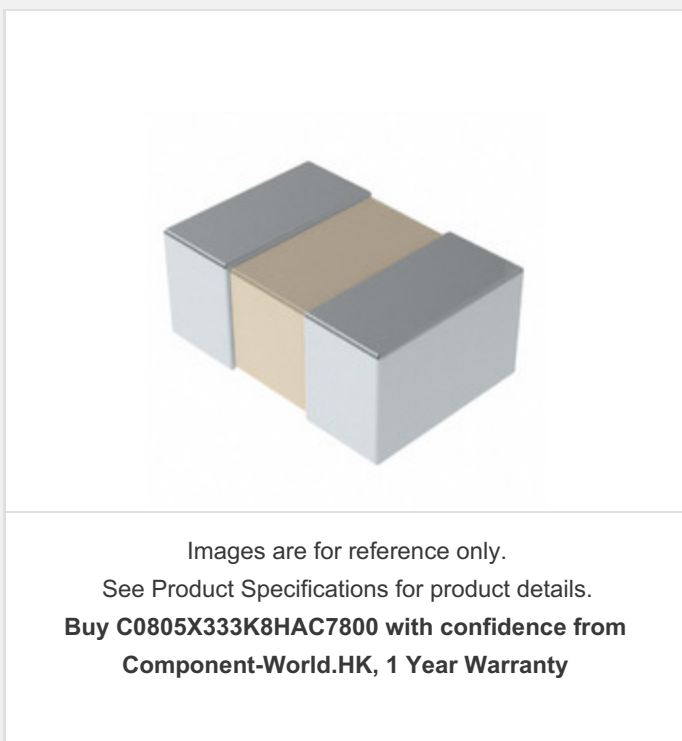 Images are for reference only.
See Product Specifications for product details.
Buy C0805X333K8HAC7800 with confidence from
Component-World.HK, 1 Year Warranty